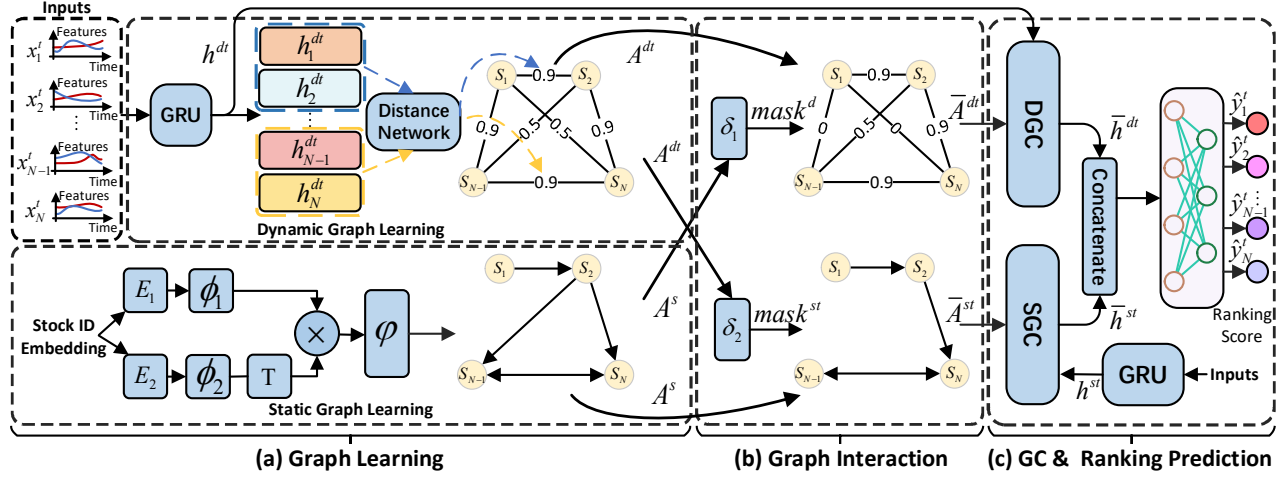 Inputs
x_1^t
Features
Time
x_2^t
Features
Time
⋮
x_{N-1}^t
Features
Time
x_N^t
Features
Time
GRU
h^{dt}
h_1^{dt}
h_2^{dt}
⋮
h_{N-1}^{dt}
h_N^{dt}
Distance
Network
S_1
0.9
S_2
0.9
0.5
0.5
0.9
S_{N-1}
0.9
S_N
Dynamic Graph Learning
Stock ID
Embedding
E_1
ϕ_1
E_2
ϕ_2
T
×
φ
S_1
S_2
S_{N-1}
S_N
Static Graph Learning
(a) Graph Learning
A^{dt}
A^{dt}
A^s
A^s
δ_1
mask^d
δ_2
mask^{st}
S_1
0.9
S_2
0
0.5
0
0.9
S_{N-1}
0.9
S_N
S_1
S_2
S_{N-1}
S_N
(b) Graph Interaction
A̅^{dt}
A̅^{st}
DGC
h̅^{dt}
Concatenate
SGC
h̅^{st}
h^{st}
GRU
Inputs
ŷ_1^t
ŷ_2^t
⋮
ŷ_{N-1}^t
ŷ_N^t
Ranking
Score
(c) GC & Ranking Prediction